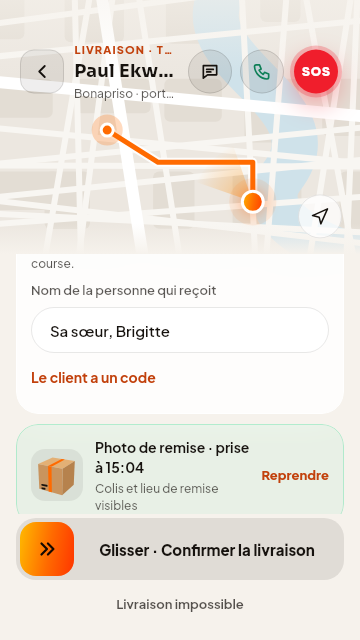 LIVRAISON · T…
Paul Ekw…
Bonapriso · port…
SOS
course.
Nom de la personne qui reçoit
Sa sœur, Brigitte
Le client a un code
Photo de remise · prise
à 15:04
Colis et lieu de remise
visibles
Reprendre
Glisser · Confirmer la livraison
Livraison impossible